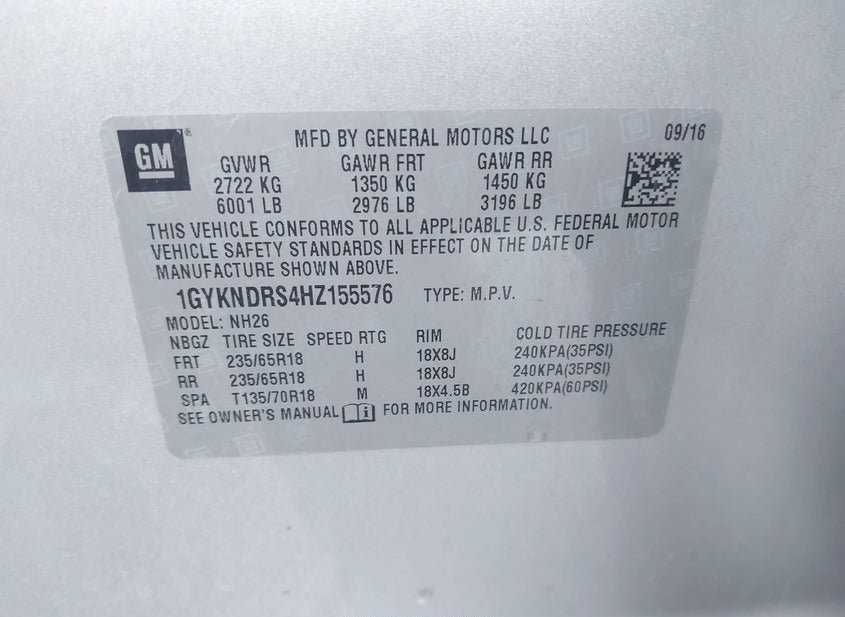 GM®
MFD BY GENERAL MOTORS LLC 09/16
GVWR GAWR FRT GAWR RR
2722 KG 1350 KG 1450 KG
6001 LB 2976 LB 3196 LB
THIS VEHICLE CONFORMS TO ALL APPLICABLE U.S. FEDERAL MOTOR
VEHICLE SAFETY STANDARDS IN EFFECT ON THE DATE OF
MANUFACTURE SHOWN ABOVE.
1GYKNDRS4HZ155576 TYPE: M.P.V.
MODEL: NH26
NBGZ TIRE SIZE SPEED RTG RIM COLD TIRE PRESSURE
FRT 235/65R18 H 18X8J 240KPA(35PSI)
RR 235/65R18 H 18X8J 240KPA(35PSI)
SPA T135/70R18 M 18X4.5B 420KPA(60PSI)
SEE OWNER'S MANUAL i FOR MORE INFORMATION.